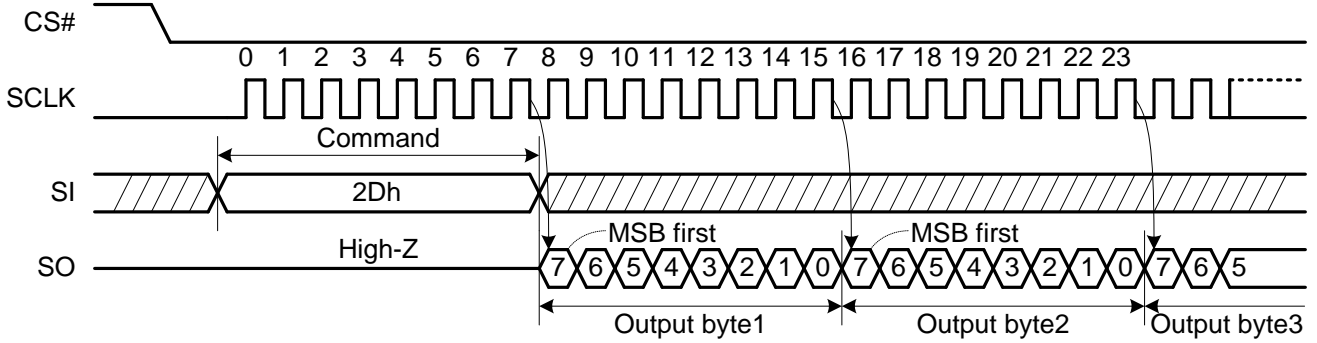 CS#
0 1 2 3 4 5 6 7 8 9 10 11 12 13 14 15 16 17 18 19 20 21 22 23
SCLK
Command
SI 2Dh
MSB first MSB first
High-Z
SO 7 6 5 4 3 2 1 0 7 6 5 4 3 2 1 0 7 6 5
Output byte1 Output byte2 Output byte3